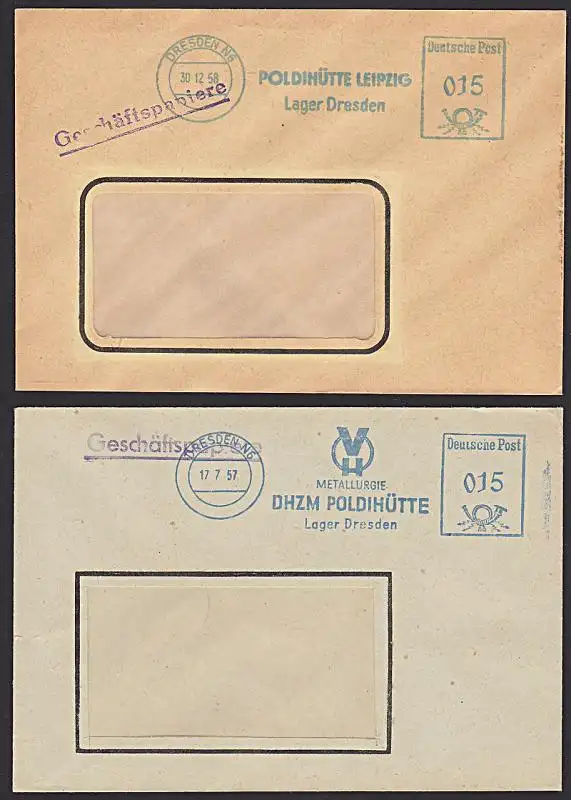 DRESDEN N6
30 12 58
POLDIHÜTTE LEIPZIG
Lager Dresden
Deutsche Post
015
Geschäftspapiere
Geschäftspapiere
DRESDEN N6
17 7 57
VH
METALLURGIE
DHZM POLDIHÜTTE
Lager Dresden
Deutsche Post
015